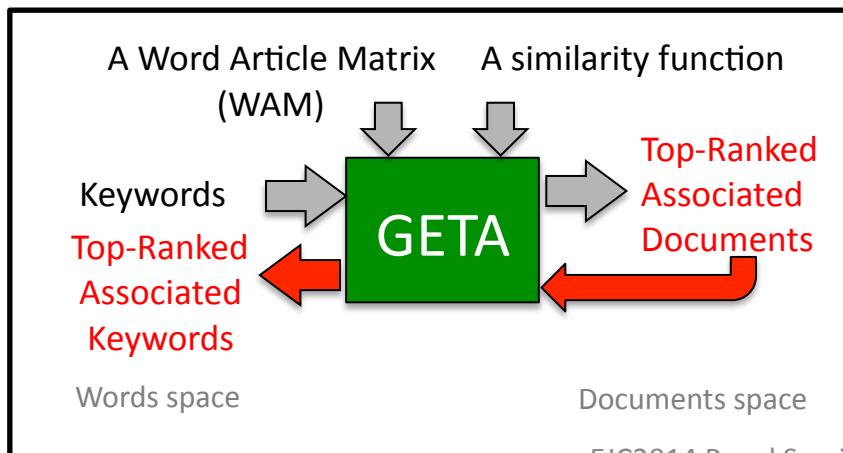 A Word Article Matrix
(WAM)
A similarity function
Keywords
Top-Ranked
Associated
Keywords
GETA
Top-Ranked
Associated
Documents
Words space
Documents space